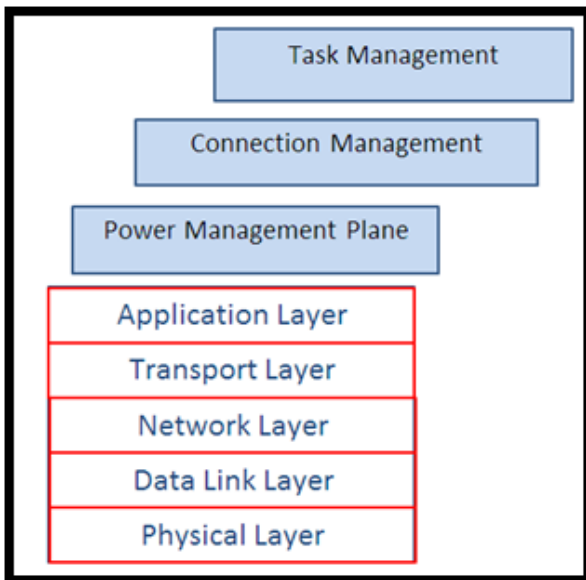 Task Management
Connection Management
Power Management Plane
Application Layer
Transport Layer
Network Layer
Data Link Layer
Physical Layer